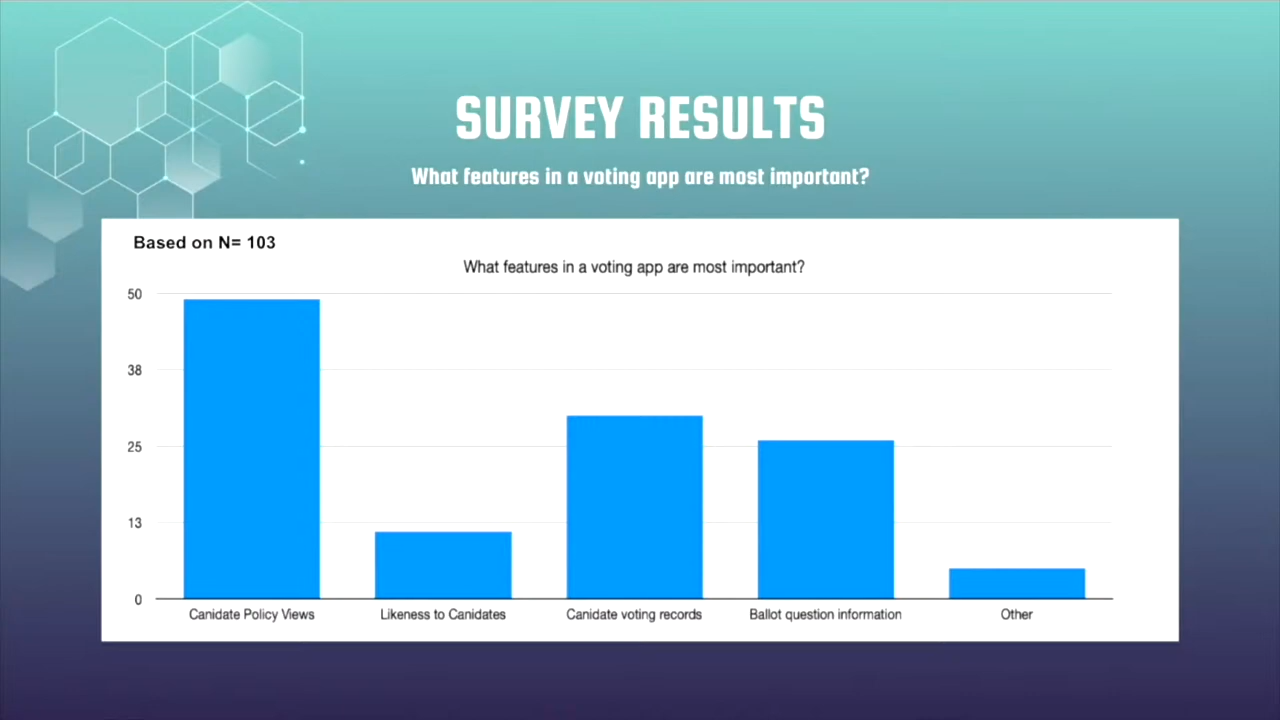 SURVEY RESULTS
What features in a voting app are most important?
Based on N= 103
What features in a voting app are most important?
50
38
25
13
0
Canidate Policy Views
Likeness to Canidates
Canidate voting records
Ballot question information
Other